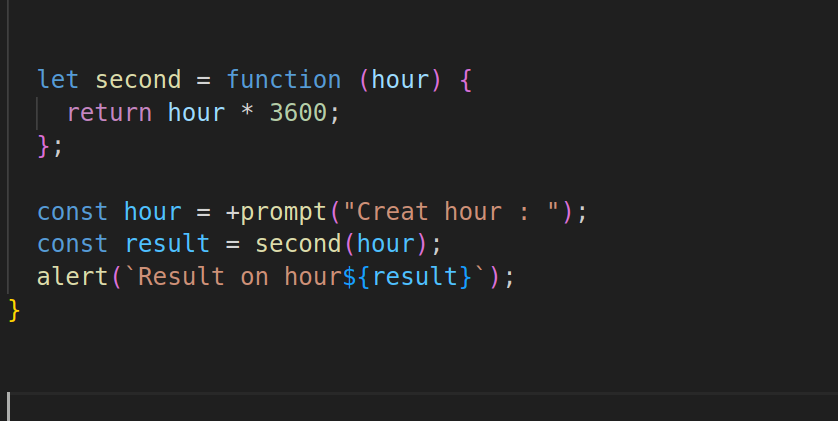 let second = function (hour) {
return hour * 3600;
};
const hour = +prompt("Creat hour : ");
const result = second(hour);
alert(`Result on hour${result}`);
}